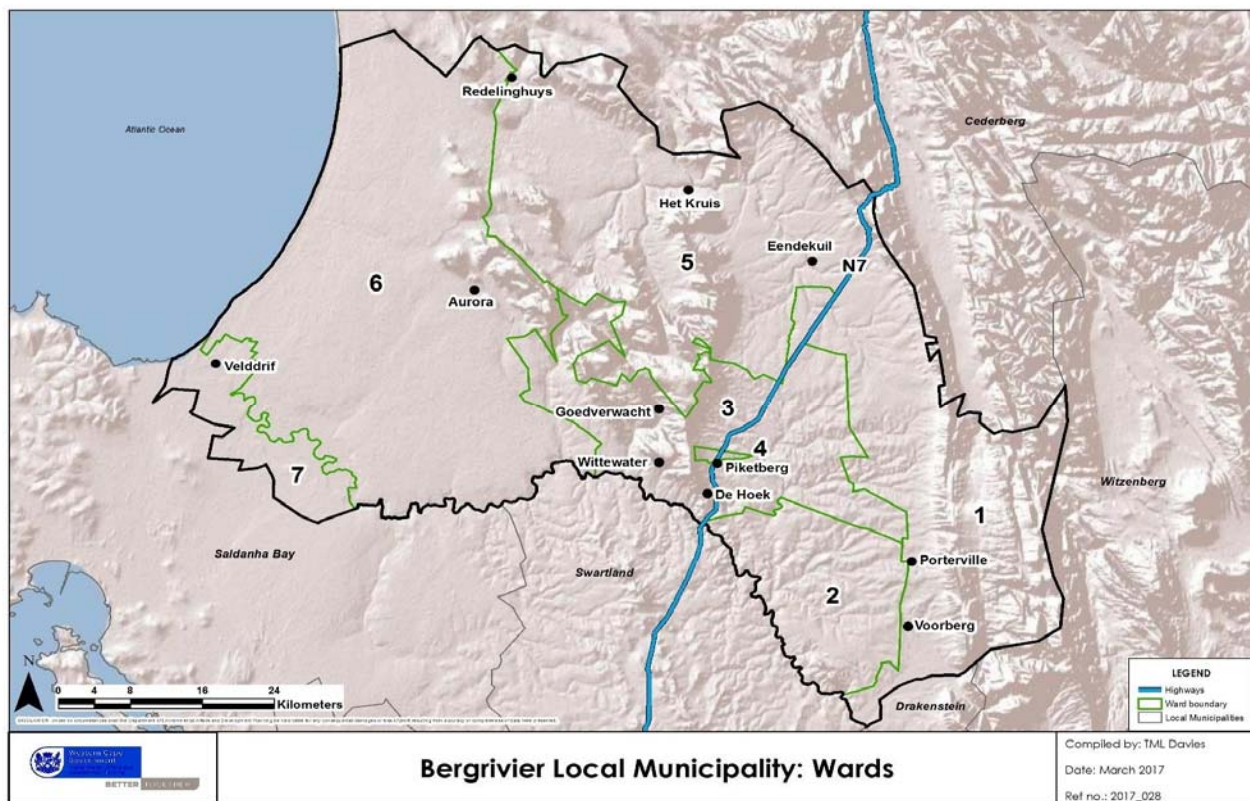 Atlantic Ocean
Redelinghuys
Cederberg
Het Kruis
Eendekuil
5
N7
6
Aurora
Velddrif
Goedverwacht
3
4
Wittewater
Piketberg
De Hoek
7
1
Witzenberg
Saldanha Bay
Swartland
Porterville
2
Voorberg
N
0 4 8 16 24
Kilometers
Drakenstein
LEGEND
Highways
Ward boundary
Local Municipalities
Western Cape
Government
BETTER TOGETHER.
Bergrivier Local Municipality: Wards
Compiled by: TML Davies
Date: March 2017
Ref no.: 2017_028